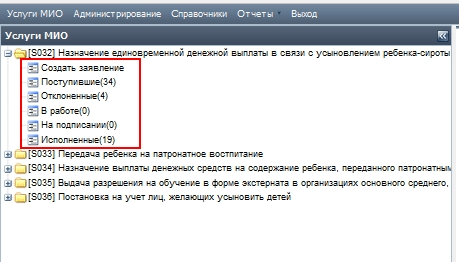 Услуги МИО Администрирование Справочники Отчеты Выход
Услуги МИО
[S032] Назначение единовременной денежной выплаты в связи с усыновлением ребенка-сироты
Создать заявление
Поступившие(34)
Отклоненные(4)
В работе(0)
На подписании(0)
Исполненные(19)
[S033] Передача ребенка на патронатное воспитание
[S034] Назначение выплаты денежных средств на содержание ребенка, переданного патронатным
[S035] Выдача разрешения на обучение в форме экстерната в организациях основного среднего,
[S036] Постановка на учет лиц, желающих усыновить детей